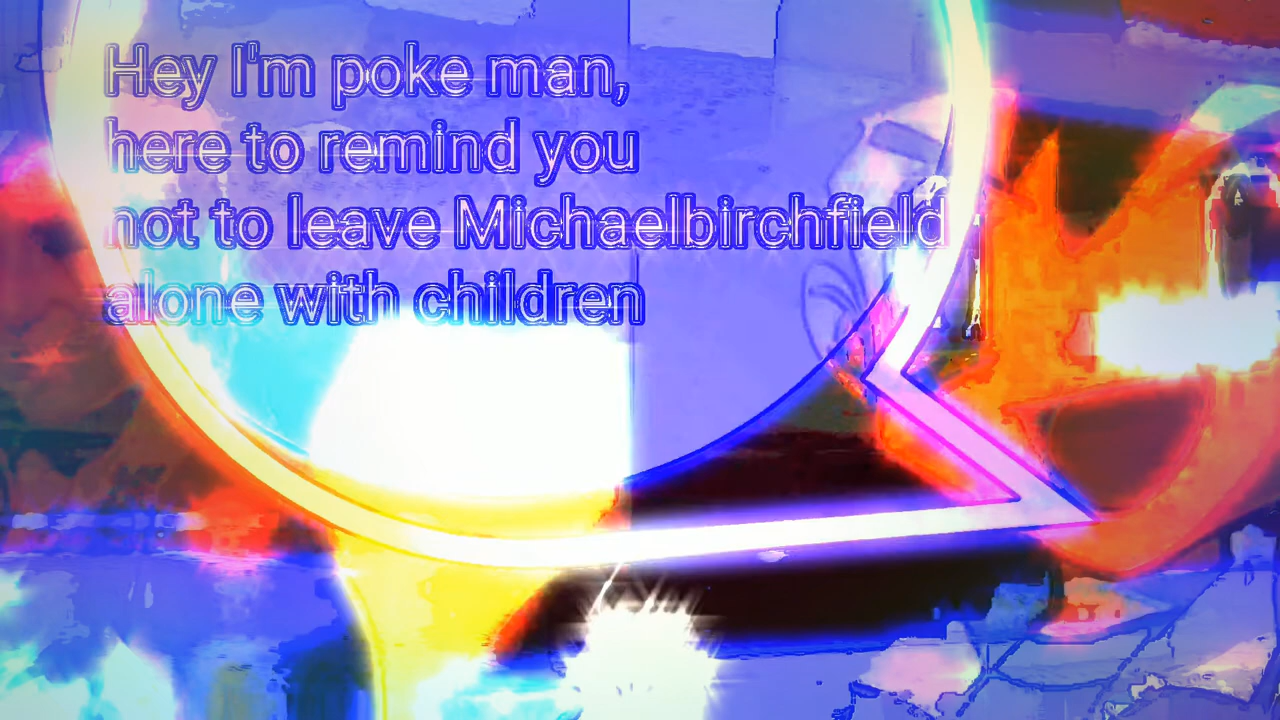 Hey I'm poke man,
here to remind you
not to leave Michaelbirchfield
alone with children